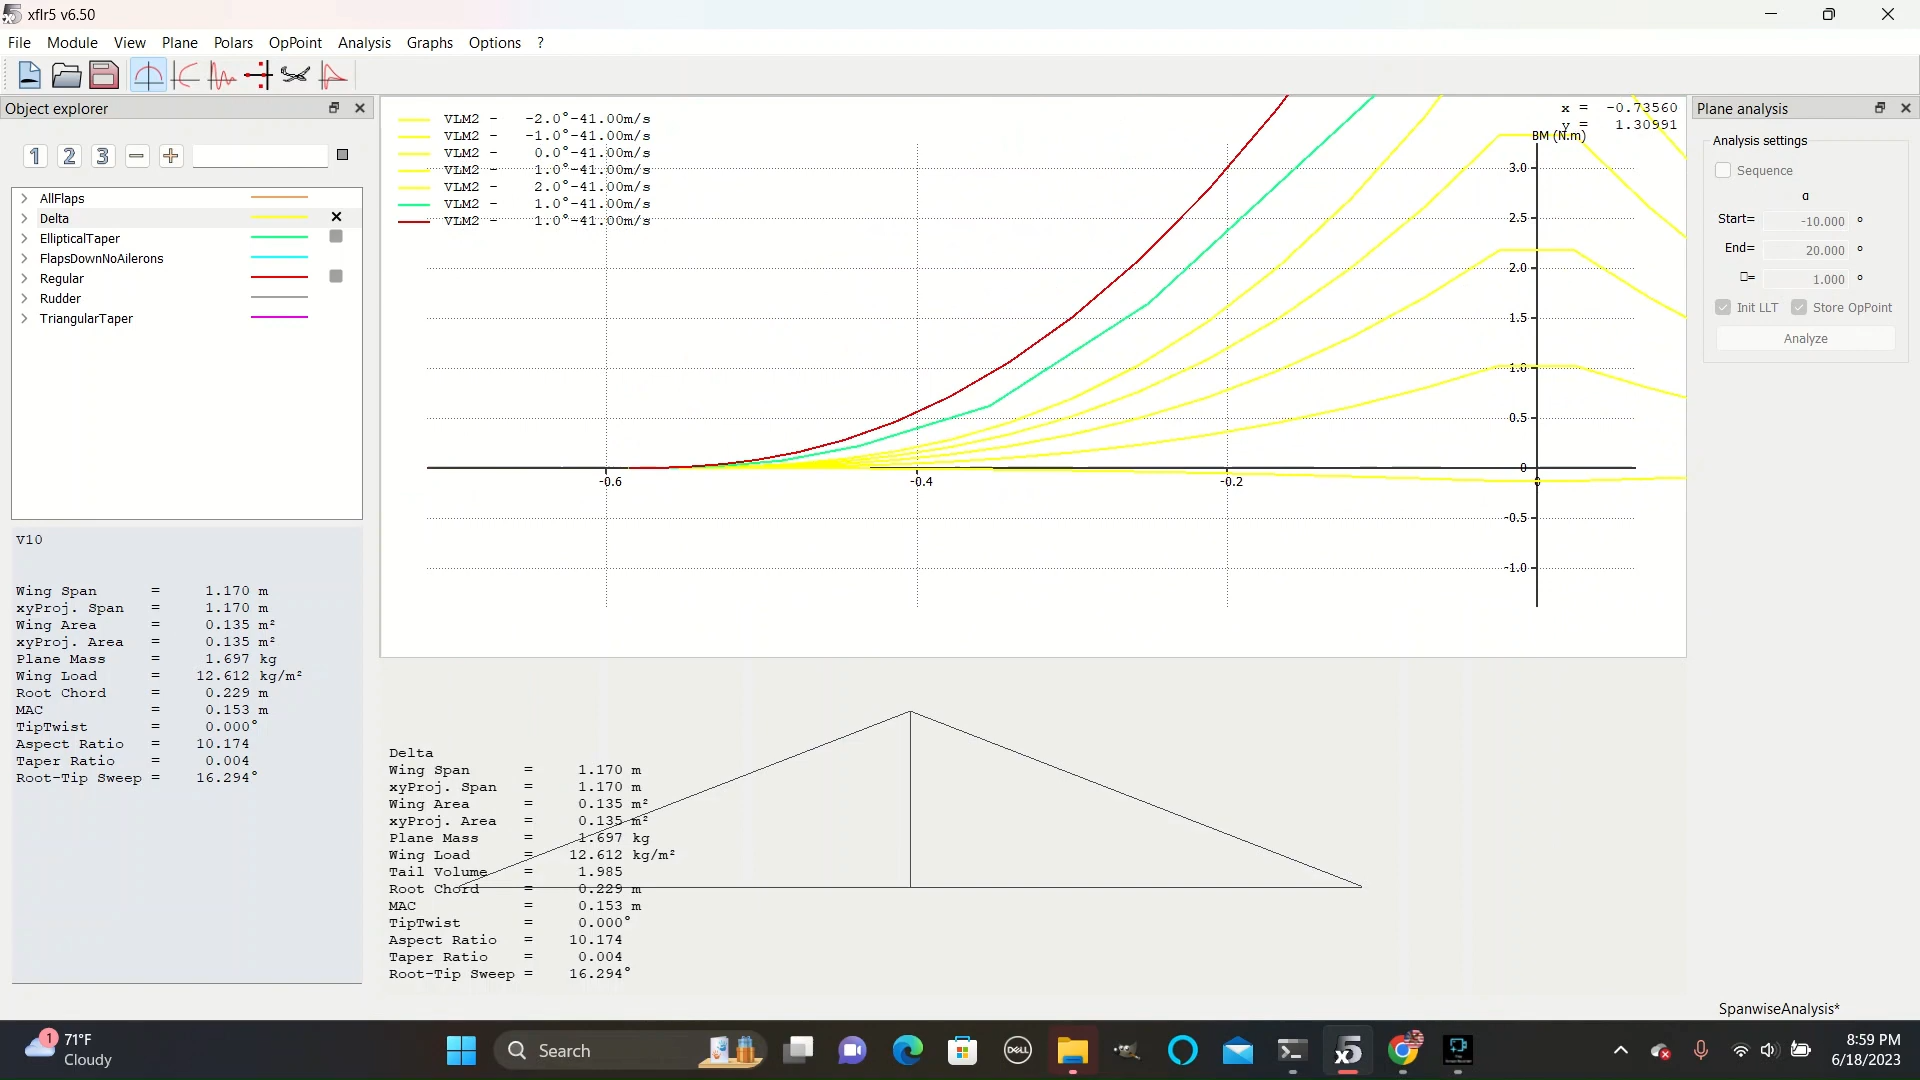 xflr5 v6.50
File Module View Plane Polars OpPoint Analysis Graphs Options ?
Object explorer
1 2 3
AllFlaps
Delta
EllipticalTaper
FlapsDownNoAilerons
Regular
Rudder
TriangularTaper
V10
Wing Span = 1.170 m
xyProj. Span = 1.170 m
Wing Area = 0.135 m²
xyProj. Area = 0.135 m²
Plane Mass = 1.697 kg
Wing Load = 12.612 kg/m²
Root Chord = 0.229 m
MAC = 0.153 m
TipTwist = 0.000°
Aspect Ratio = 10.174
Taper Ratio = 0.004
Root-Tip Sweep = 16.294°
VLM2 - -2.0°-41.00m/s
VLM2 - -1.0°-41.00m/s
VLM2 - 0.0°-41.00m/s
VLM2 - 1.0°-41.00m/s
VLM2 - 2.0°-41.00m/s
VLM2 - 1.0°-41.00m/s
VLM2 - 1.0°-41.00m/s
x = -0.73560
y = 1.30991
BM (N.m)
3.0
2.5
2.0
1.5
1.0
0.5
0
-0.6 -0.4 -0.2 0
-0.5
-1.0
Delta
Wing Span = 1.170 m
xyProj. Span = 1.170 m
Wing Area = 0.135 m²
xyProj. Area = 0.135 m²
Plane Mass = 1.697 kg
Wing Load = 12.612 kg/m²
Tail Volume = 1.985
Root Chord = 0.229 m
MAC = 0.153 m
TipTwist = 0.000°
Aspect Ratio = 10.174
Taper Ratio = 0.004
Root-Tip Sweep = 16.294°
Plane analysis
Analysis settings
Sequence
α
Start= -10.000 °
End= 20.000 °
□= 1.000 °
Init LLT Store OpPoint
Analyze
SpanwiseAnalysis*
1
71°F
Cloudy
Search
DELL
x5
8:59 PM
6/18/2023